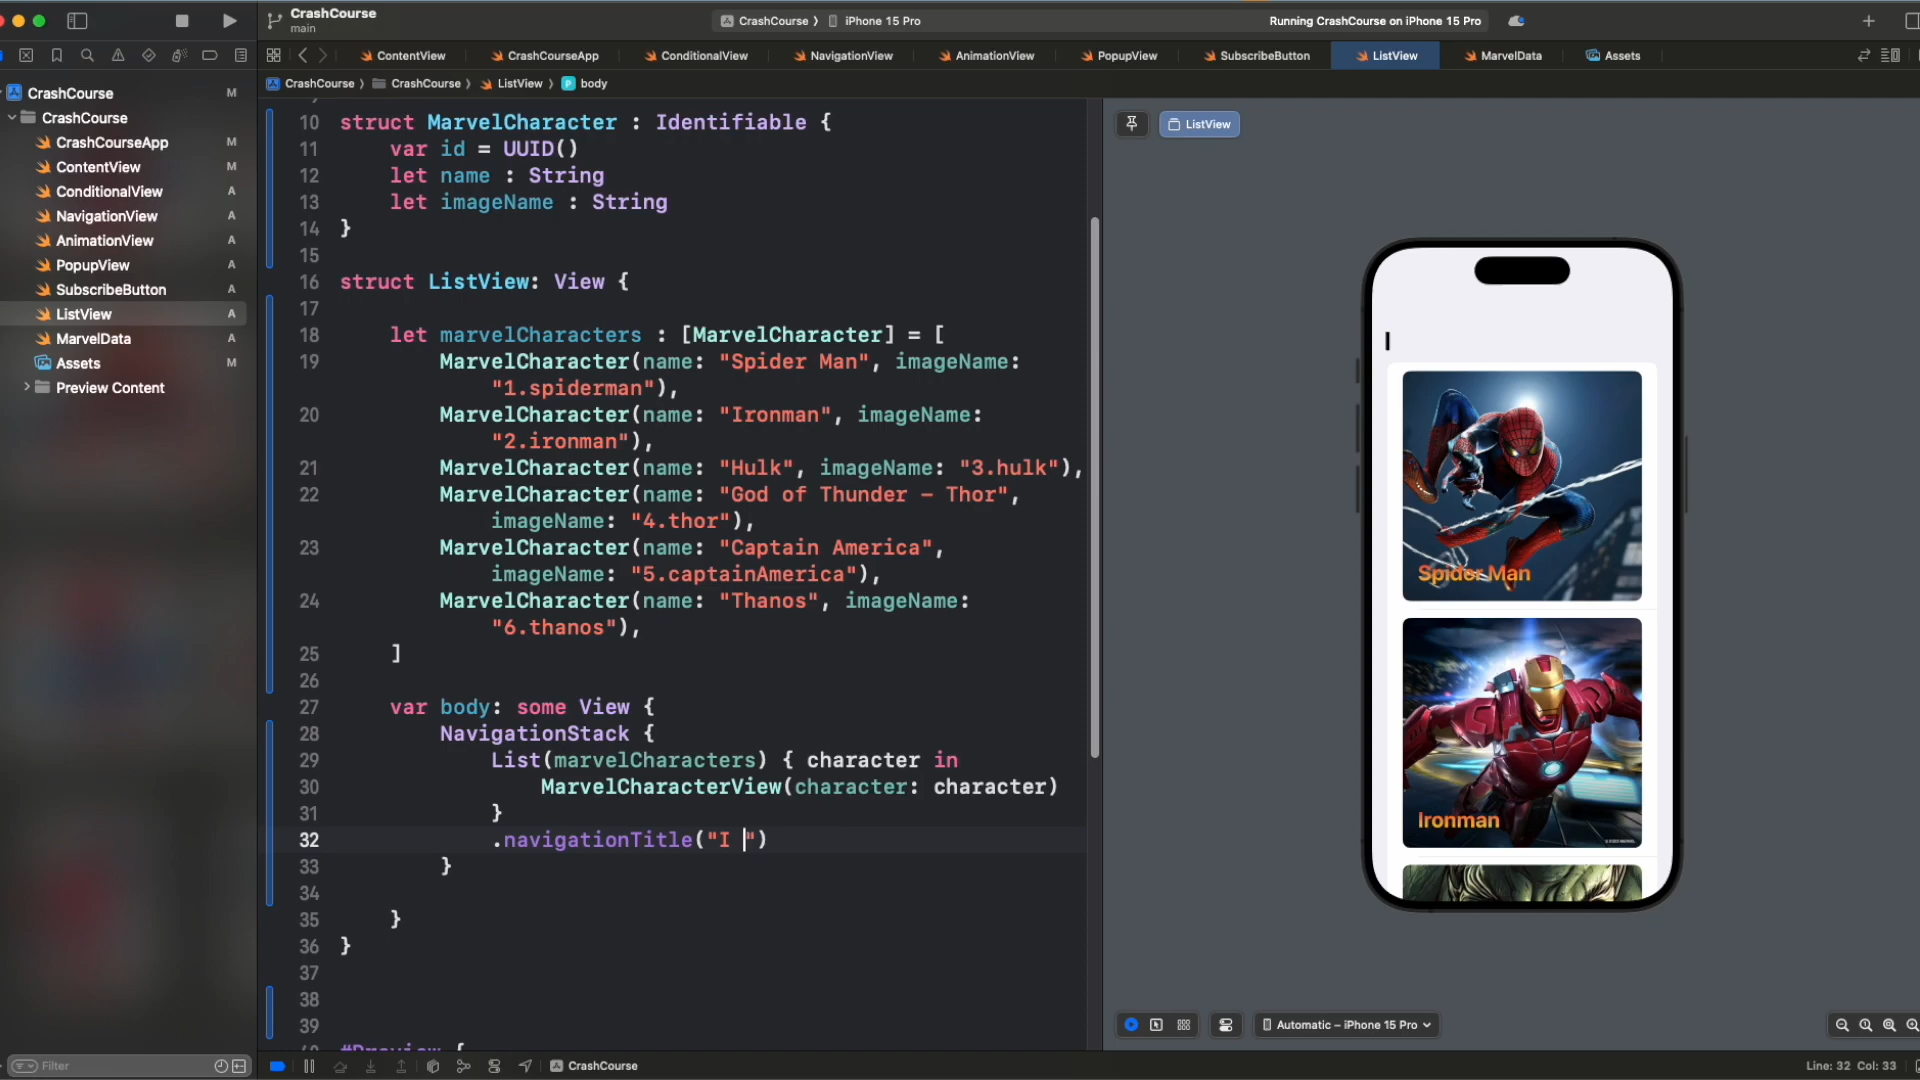 CrashCourse
main
CrashCourse 〉 iPhone 15 Pro
Running CrashCourse on iPhone 15 Pro
ContentView
CrashCourseApp
ConditionalView
NavigationView
AnimationView
PopupView
SubscribeButton
ListView
MarvelData
Assets
CrashCourse 〉 CrashCourse 〉 ListView 〉 P body
CrashCourse M
CrashCourse
CrashCourseApp M
ContentView M
ConditionalView A
NavigationView A
AnimationView A
PopupView A
SubscribeButton A
ListView A
MarvelData A
Assets M
Preview Content
Filter
10 struct MarvelCharacter : Identifiable {
11 var id = UUID()
12 let name : String
13 let imageName : String
14 }
15
16 struct ListView: View {
17
18 let marvelCharacters : [MarvelCharacter] = [
19 MarvelCharacter(name: "Spider Man", imageName:
"1.spiderman"),
20 MarvelCharacter(name: "Ironman", imageName:
"2.ironman"),
21 MarvelCharacter(name: "Hulk", imageName: "3.hulk"),
22 MarvelCharacter(name: "God of Thunder - Thor",
imageName: "4.thor"),
23 MarvelCharacter(name: "Captain America",
imageName: "5.captainAmerica"),
24 MarvelCharacter(name: "Thanos", imageName:
"6.thanos"),
25 ]
26
27 var body: some View {
28 NavigationStack {
29 List(marvelCharacters) { character in
30 MarvelCharacterView(character: character)
31 }
32 .navigationTitle("I ")
33 }
34
35 }
36 }
37
38
39
#Preview {
ListView
I
Spider Man
Ironman
Automatic – iPhone 15 Pro
CrashCourse
Line: 32 Col: 33